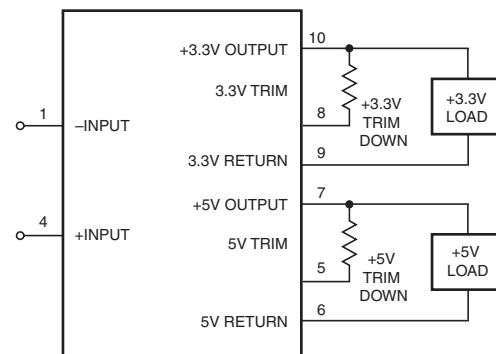 +3.3V OUTPUT
10
3.3V TRIM
8
+3.3V
TRIM
DOWN
+3.3V
LOAD
1
–INPUT
3.3V RETURN
9
+5V OUTPUT
7
4
+INPUT
5V TRIM
5
+5V
TRIM
DOWN
+5V
LOAD
5V RETURN
6